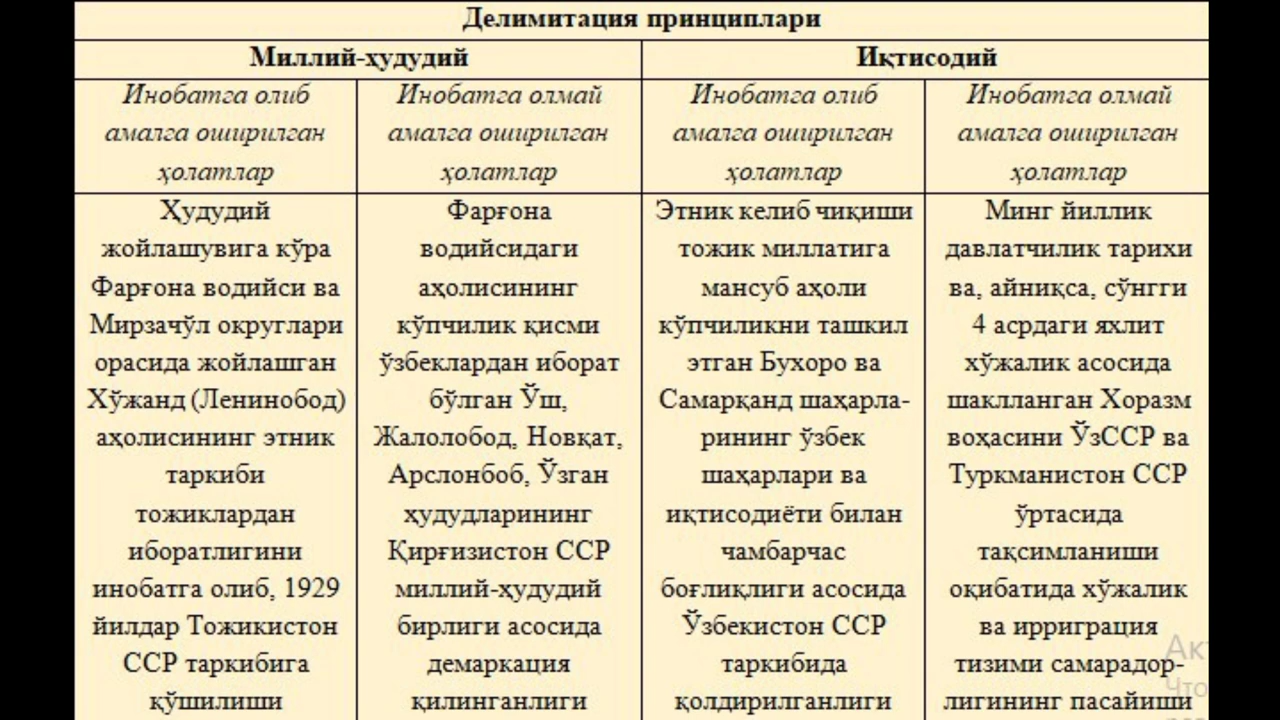 Делимитация принциплари
Миллий-ҳудудий
Иқтисодий
Инобатга олиб
амалга оширилган
ҳолатлар
Инобатга олмай
амалга оширилган
ҳолатлар
Инобатга олиб
амалга оширилган
ҳолатлар
Инобатга олмай
амалга оширилган
ҳолатлар
Ҳудудий
жойлашувига кўра
Фарғона водийси ва
Мирзачўл округлари
орасида жойлашган
Хўжанд (Ленинобод)
аҳолисининг этник
таркиби
тожиклардан
иборатлигини
инобатга олиб, 1929
йилдар Тожикистон
ССР таркибига
қўшилиши
Фарғона
водийсидаги
аҳолисининг
кўпчилик қисми
ўзбеклардан иборат
бўлган Ўш,
Жалолобод, Новқат,
Арслонбоб, Ўзган
ҳудудларининг
Қирғизистон ССР
миллий-ҳудудий
бирлиги асосида
демаркация
қилинганлиги
Этник келиб чиқиши
тожик миллатига
мансуб аҳоли
кўпчиликни ташкил
этган Бухоро ва
Самарқанд шаҳарла-
рининг ўзбек
шаҳарлари ва
иқтисодиёти билан
чамбарчас
боғлиқлиги асосида
Ўзбекистон ССР
таркибида
қолдирилганлиги
Минг йиллик
давлатчилик тарихи
ва, айниқса, сўнгги
4 асрдаги яхлит
хўжалик асосида
шаклланган Хоразм
воҳасини ЎзССР ва
Туркманистон ССР
ўртасида
тақсимланиши
оқибатида хўжалик
ва ирриграция
тизими самарадор-
лигининг пасайиши